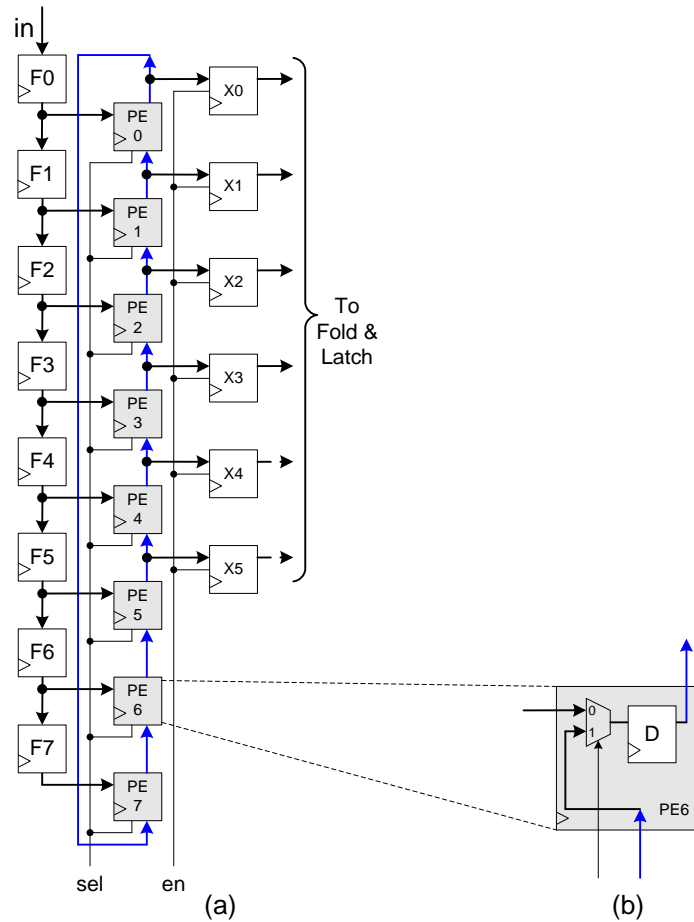 in
F0
F1
F2
F3
F4
F5
F6
F7
PE
0
PE
1
PE
2
PE
3
PE
4
PE
5
PE
6
PE
7
X0
X1
X2
X3
X4
X5
To
Fold &
Latch
sel
en
(a)
0
1
D
PE6
(b)